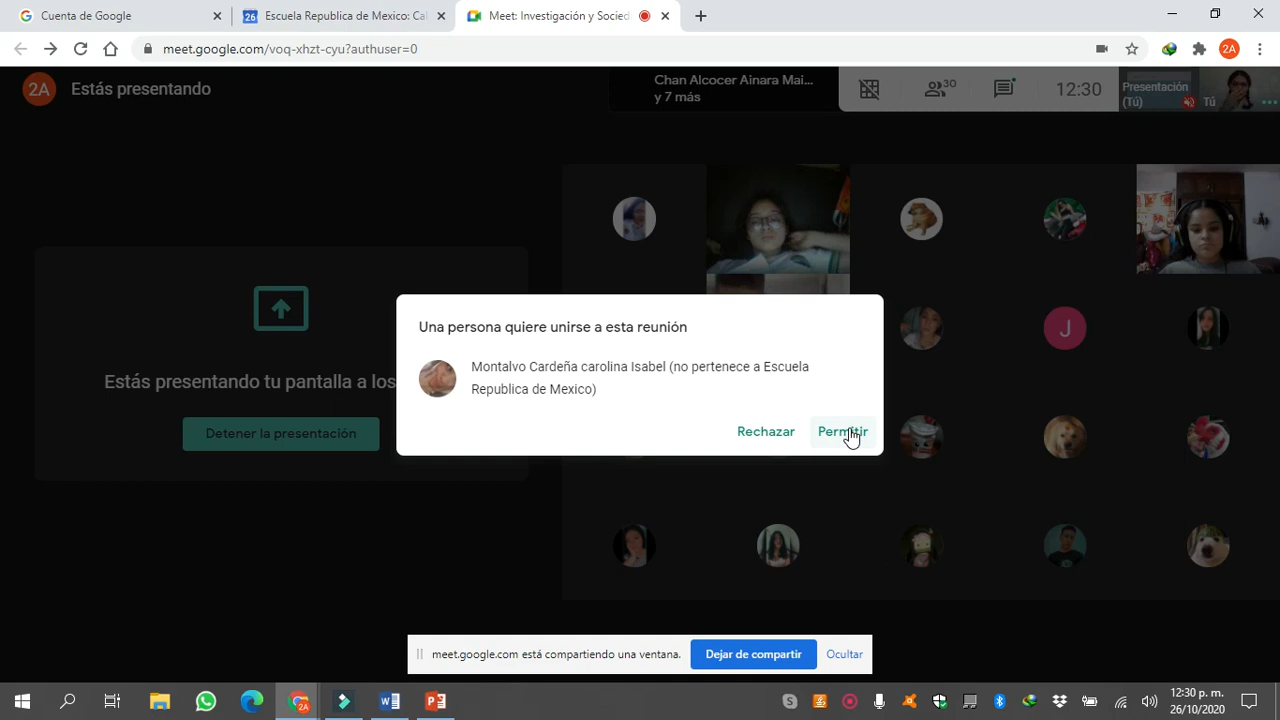 Cuenta de Google
26
Escuela Republica de Mexico: Cal
Meet: Investigación y Socied
meet.google.com/voq-xhzt-cyu?authuser=0
2A
2A
Estás presentando
Chan Alcocer Ainara Mai...
y 7 más
30
12:30
Presentación
(Tú)
Tú
Una persona quiere unirse a esta reunión
Montalvo Cardeña carolina Isabel (no pertenece a Escuela
Republica de Mexico)
Rechazar
Permitir
J
Estás presentando tu pantalla a los
Detener la presentación
meet.google.com está compartiendo una ventana.
Dejar de compartir
Ocultar
12:30 p. m.
26/10/2020